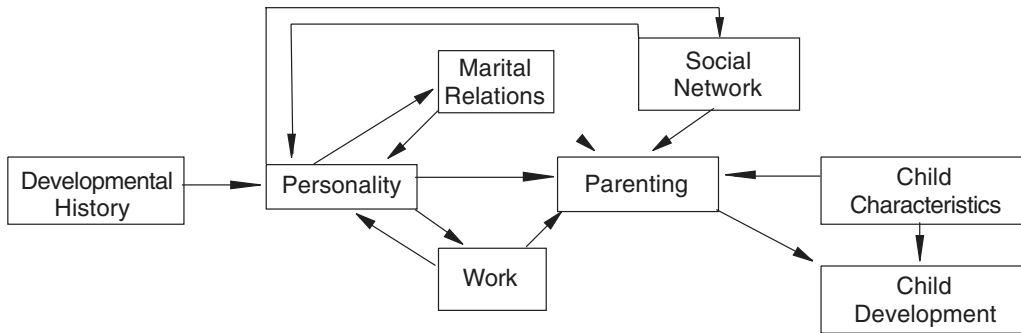 Social
Network
Marital
Relations
Developmental
History
Personality
Parenting
Child
Characteristics
Work
Child
Development